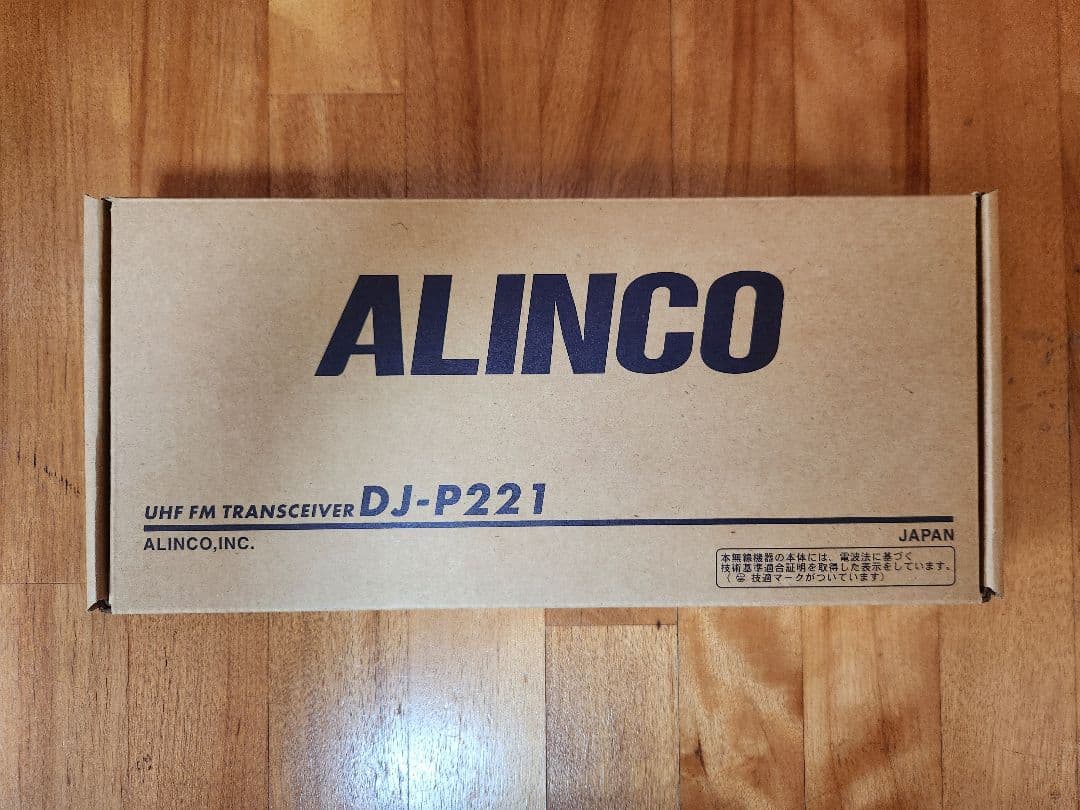 ALINCO
UHF FM TRANSCEIVER DJ-P221
ALINCO,INC.
JAPAN
本無線機器の本体には、電波法に基づく
技術基準適合証明を取得した表示をしています。
( 技適マークがついています)